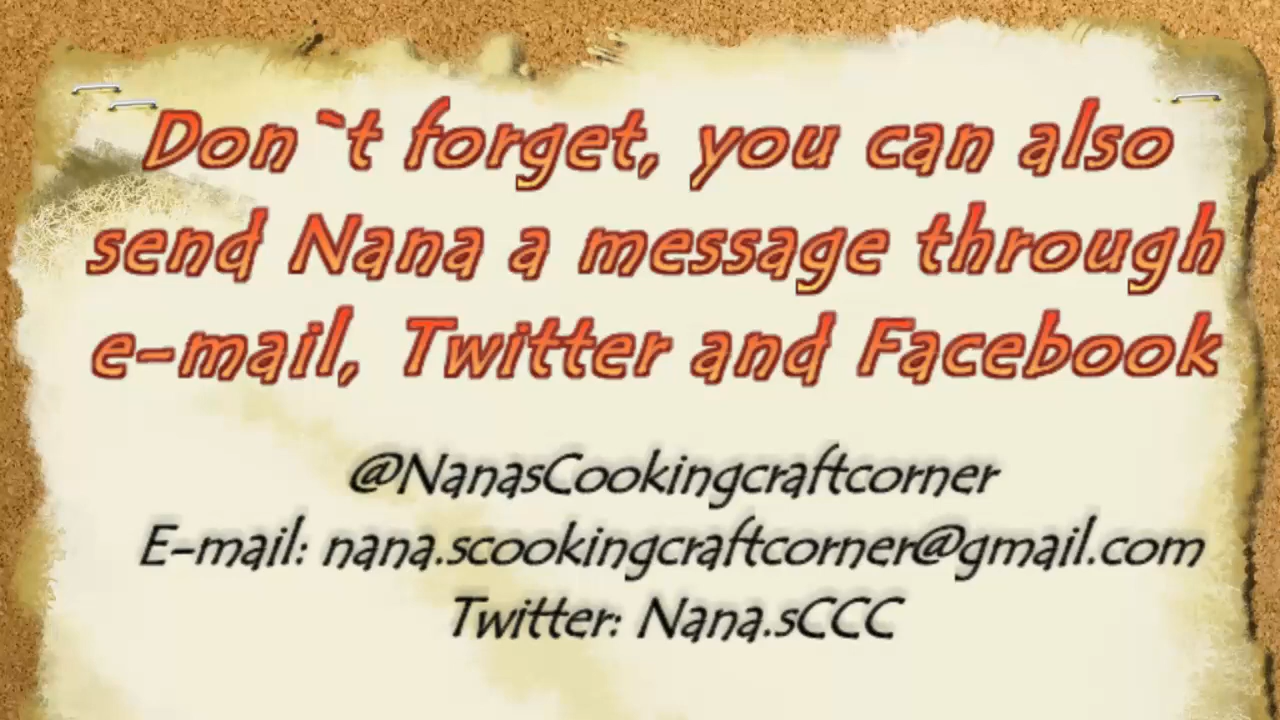 Don`t forget, you can also
send Nana a message through
e-mail, Twitter and Facebook
@NanasCookingcraftcorner
E-mail: nana.scookingcraftcorner@gmail.com
Twitter: Nana.sCCC